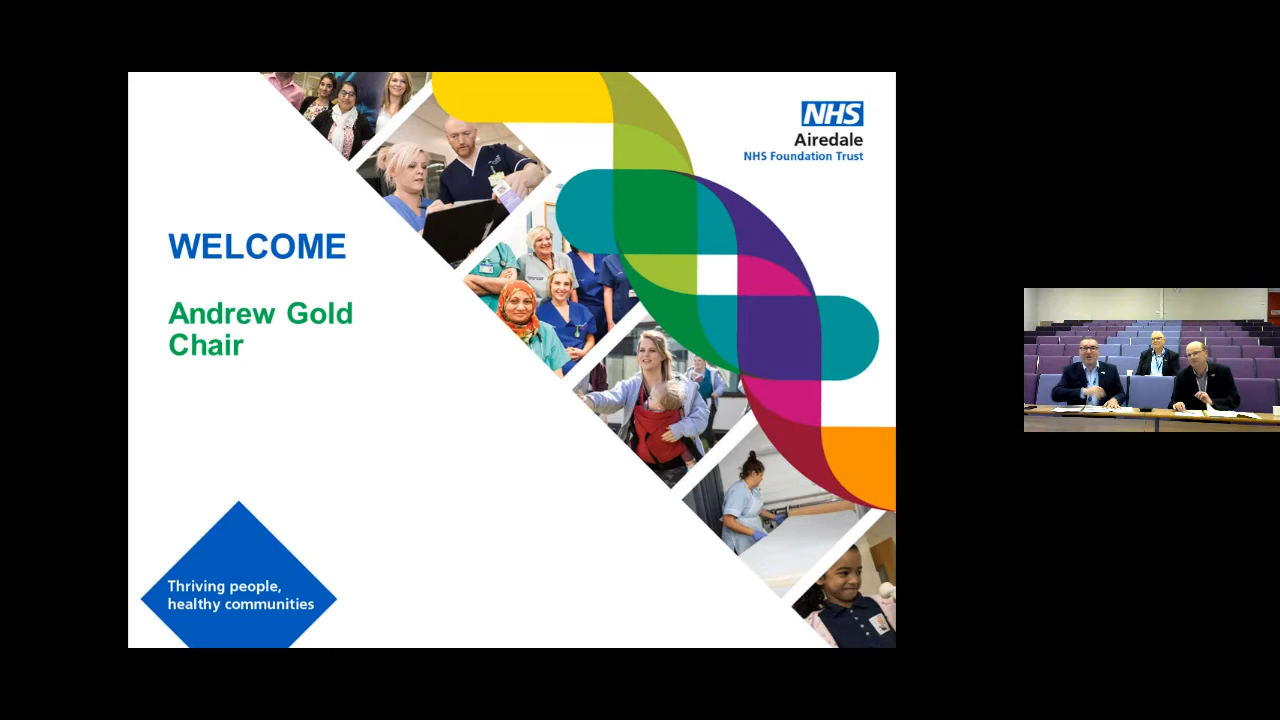 NHS
Airedale
NHS Foundation Trust
WELCOME
Andrew Gold
Chair
Thriving people,
healthy communities